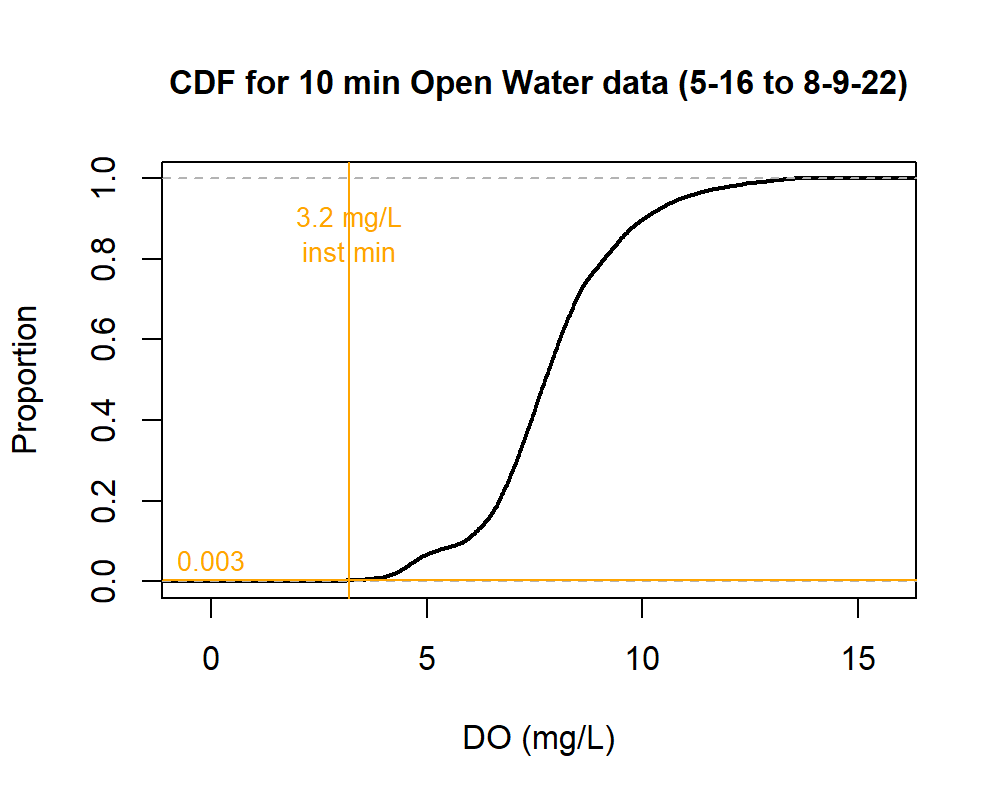 CDF for 10 min Open Water data (5-16 to 8-9-22)
1.0
0.8
0.6
0.4
0.2
0.0
Proportion
3.2 mg/L
inst min
0.003
0 5 10 15
DO (mg/L)